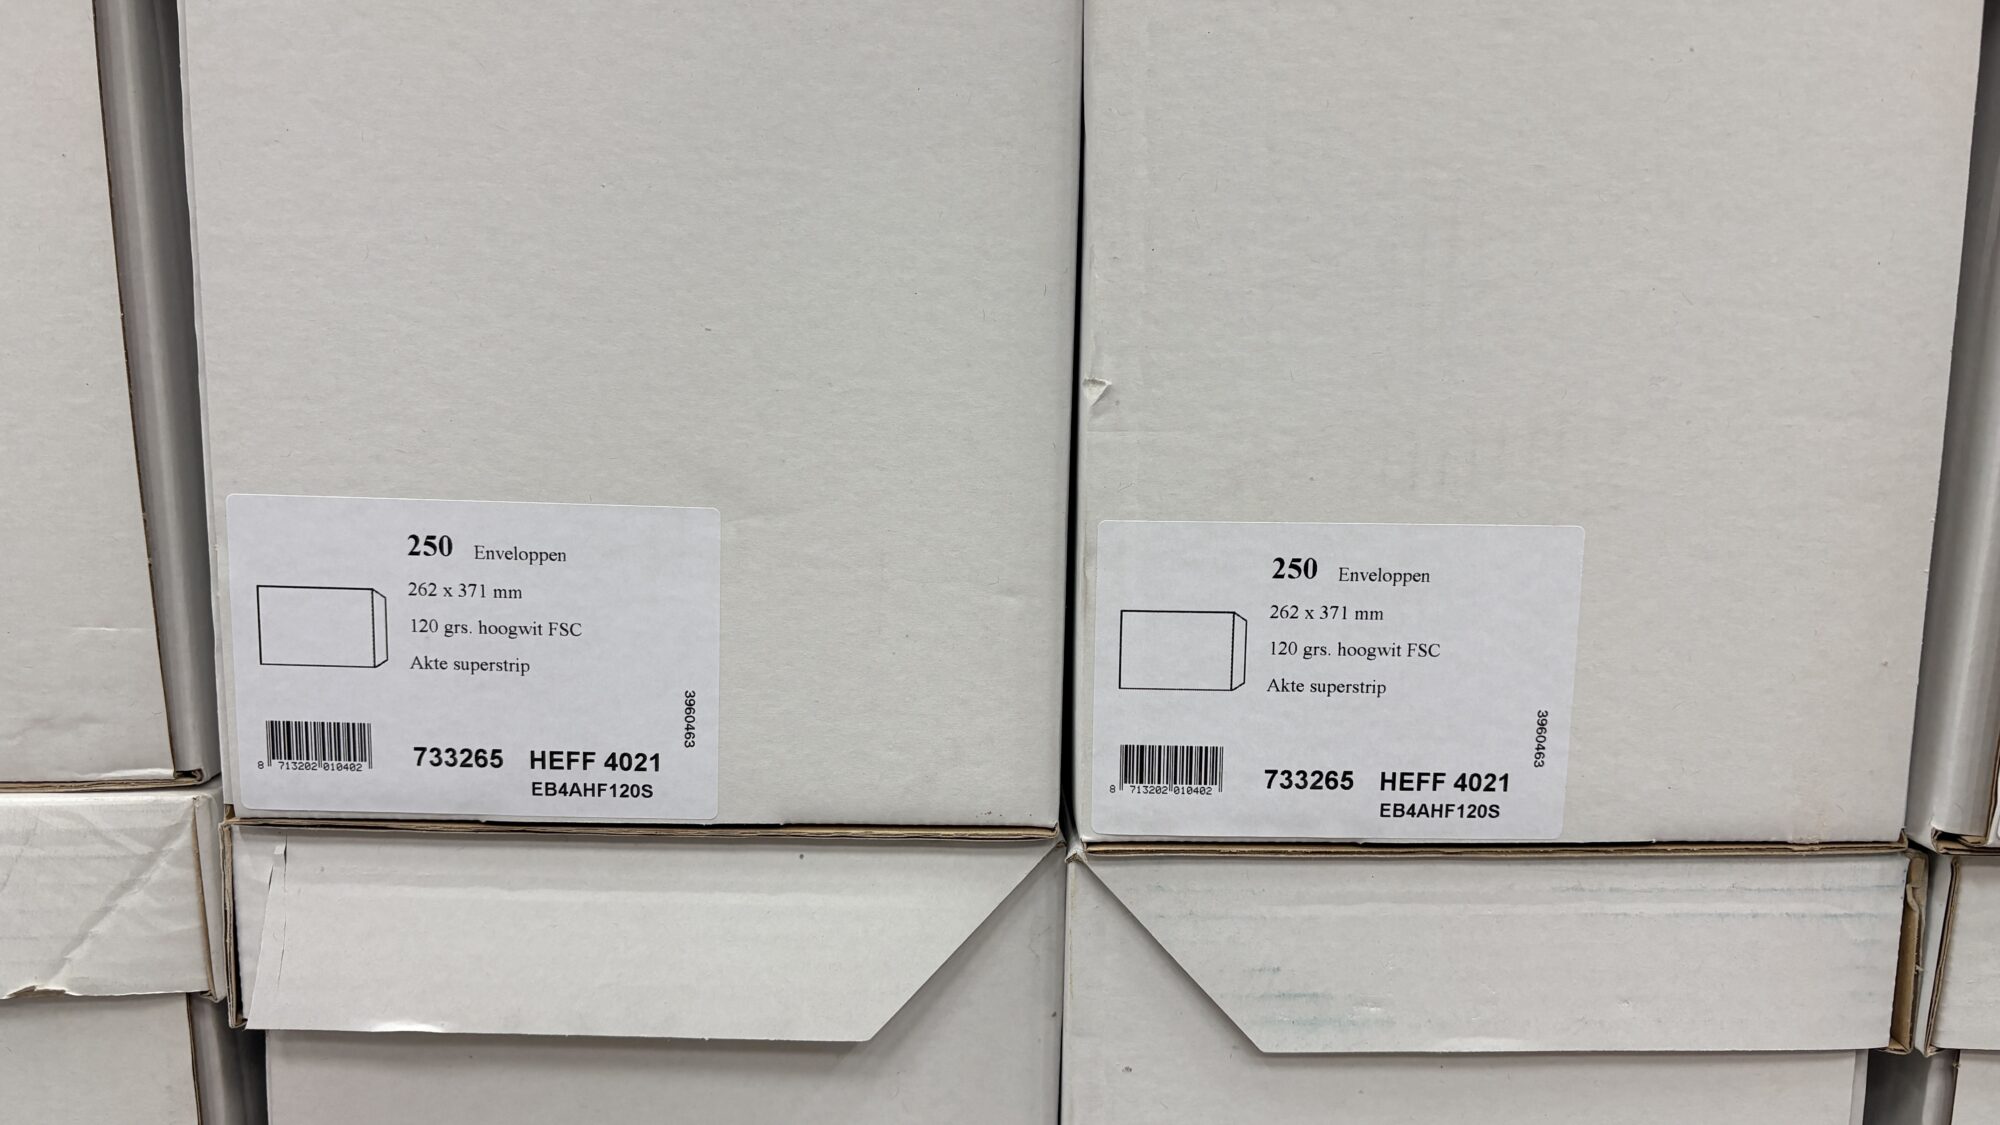 250 Enveloppen
262 x 371 mm
120 grs. hoogwit FSC
Akte superstrip
3960463
8 713202 010402
733265 HEFF 4021
EB4AHF120S
250 Enveloppen
262 x 371 mm
120 grs. hoogwit FSC
Akte superstrip
3960463
8 713202 010402
733265 HEFF 4021
EB4AHF120S